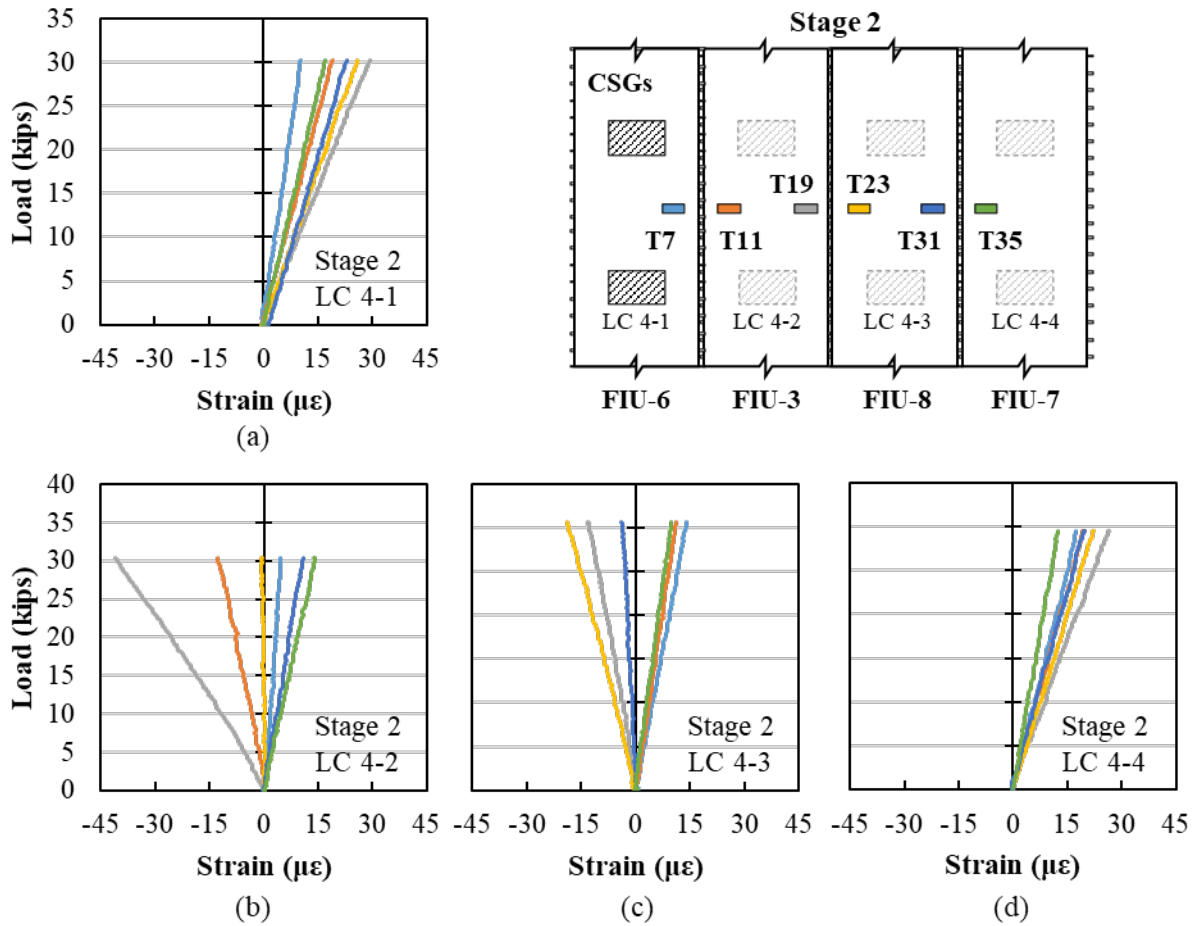 35
30
25
20
15
10
5
0
Load (kips)
Stage 2
LC 4-1
-45 -30 -15 0 15 30 45
Strain (με)
(a)
Stage 2
CSGs
T19 T23
T7 T11 T31 T35
LC 4-1 LC 4-2 LC 4-3 LC 4-4
FIU-6 FIU-3 FIU-8 FIU-7
40
35
30
25
20
15
10
5
0
Load (kips)
Stage 2
LC 4-2
-45 -30 -15 0 15 30 45
Strain (με)
(b)
Stage 2
LC 4-3
-45 -30 -15 0 15 30 45
Strain (με)
(c)
Stage 2
LC 4-4
-45 -30 -15 0 15 30 45
Strain (με)
(d)